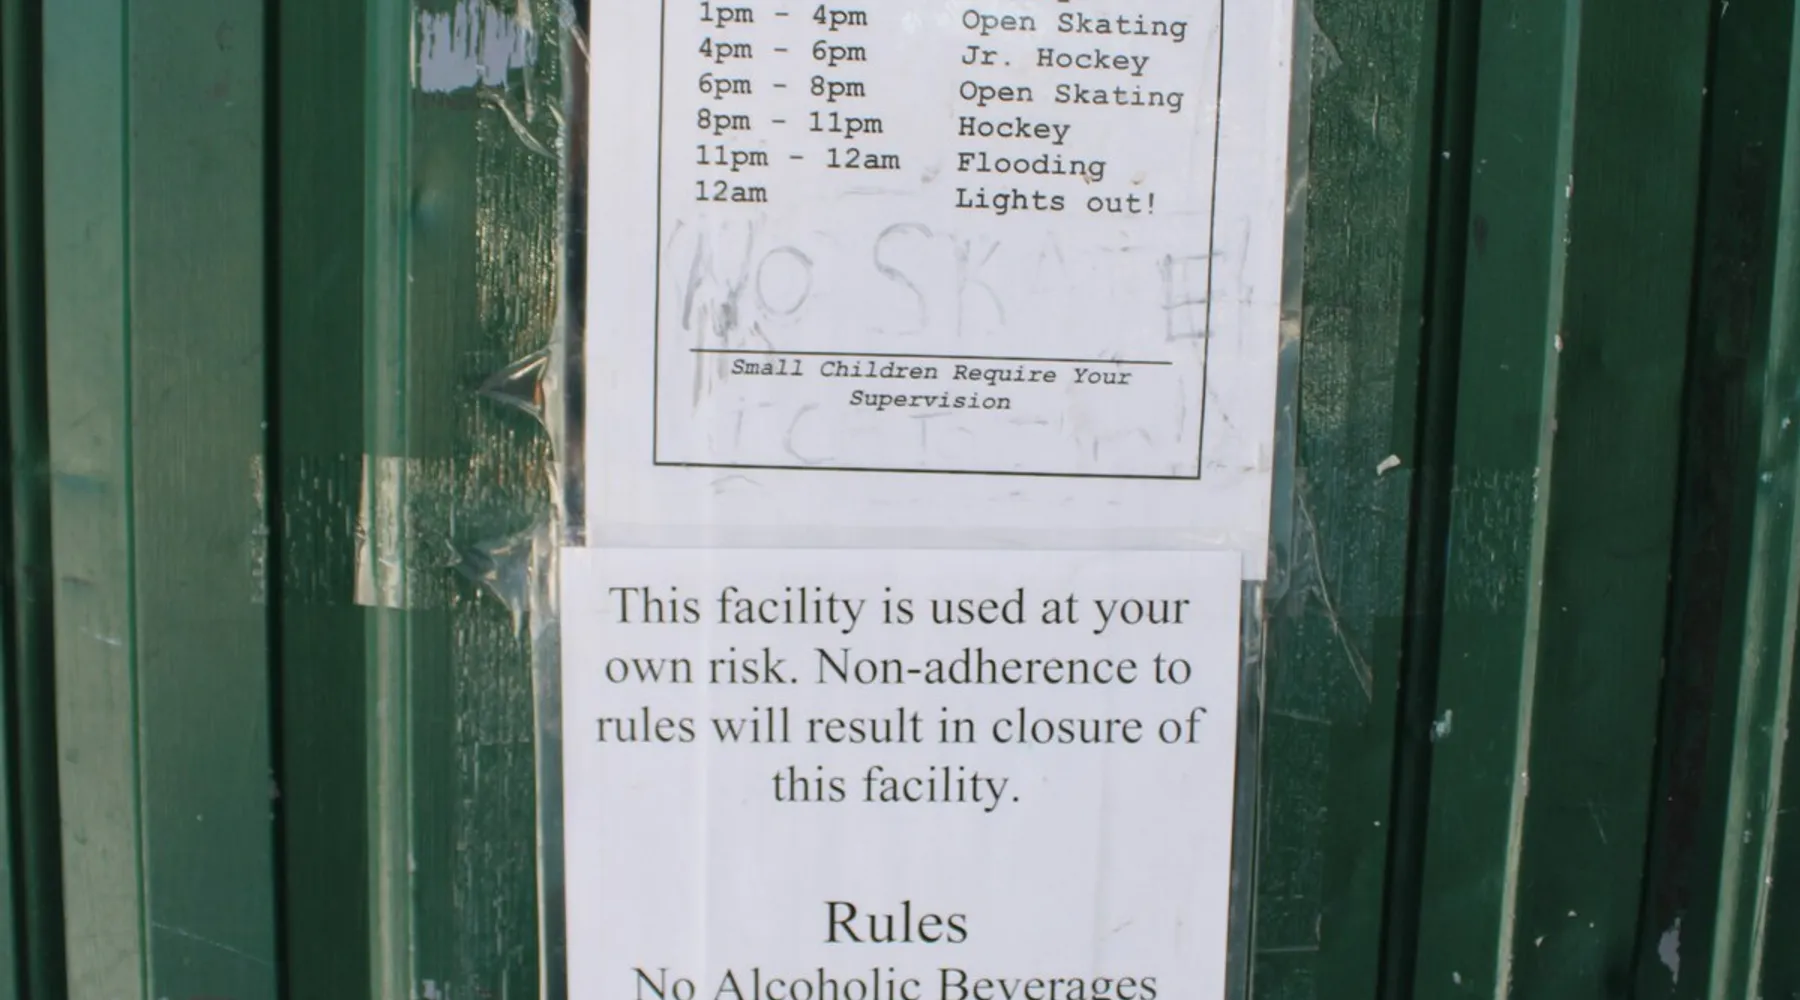 1pm - 4pm Open Skating
4pm - 6pm Jr. Hockey
6pm - 8pm Open Skating
8pm - 11pm Hockey
11pm - 12am Flooding
12am Lights out!
NO SK
Small Children Require Your
Supervision
This facility is used at your
own risk. Non-adherence to
rules will result in closure of
this facility.
Rules
No Alcoholic Beverages